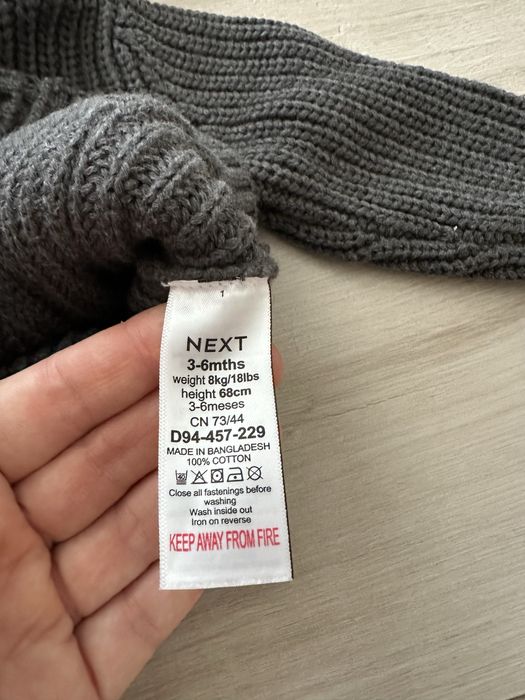 1
NEXT
3-6mths
weight 8kg/18lbs
height 68cm
3-6meses
CN 73/44
D94-457-229
MADE IN BANGLADESH
100% COTTON
Close all fastenings before
washing
Wash inside out
Iron on reverse
KEEP AWAY FROM FIRE